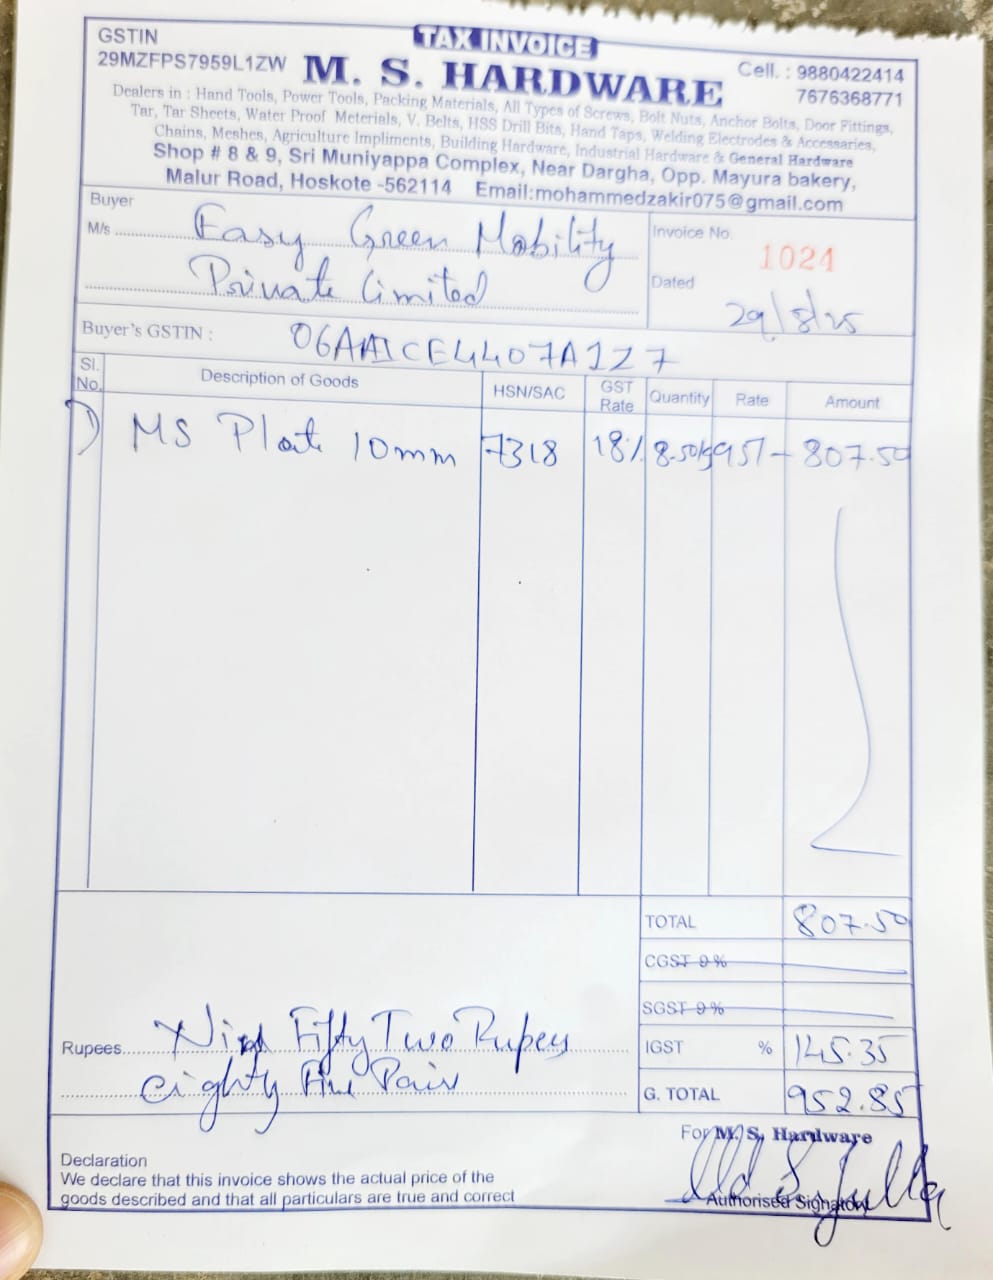 TAX INVOICE
GSTIN
29MZFPS7959L1ZW
M. S. HARDWARE
Cell. : 9880422414
7676368771
Dealers in : Hand Tools, Power Tools, Packing Materials, All Types of Screws, Bolt Nuts, Anchor Bolts, Door Fittings,
Tar, Tar Sheets, Water Proof Meterials, V. Belts, HSS Drill Bits, Hand Taps, Welding Electrodes & Accessaries,
Chains, Meshes, Agriculture Impliments, Building Hardware, Industrial Hardware & General Hardware
Shop # 8 & 9, Sri Muniyappa Complex, Near Dargha, Opp. Mayura bakery,
Malur Road, Hoskote -562114 Email:mohammedzakir075@gmail.com
Buyer
M/s Easy Green Mobility
Private Limited
Invoice No.
1024
Dated
29/8/25
Buyer's GSTIN : 06AAICE4407A1Z7
Sl. No. Description of Goods HSN/SAC GST Rate Quantity Rate Amount
1) MS Plate 10mm 7318 18% 8.50kg 95/- 807.50
TOTAL 807.50
CGST 9%
SGST 9%
IGST % 145.35
G. TOTAL 952.85
Rupees Fifty Two Rupees
eighty Five
For M. S. Hardware
Authorised Signatory
Declaration
We declare that this invoice shows the actual price of the
goods described and that all particulars are true and correct